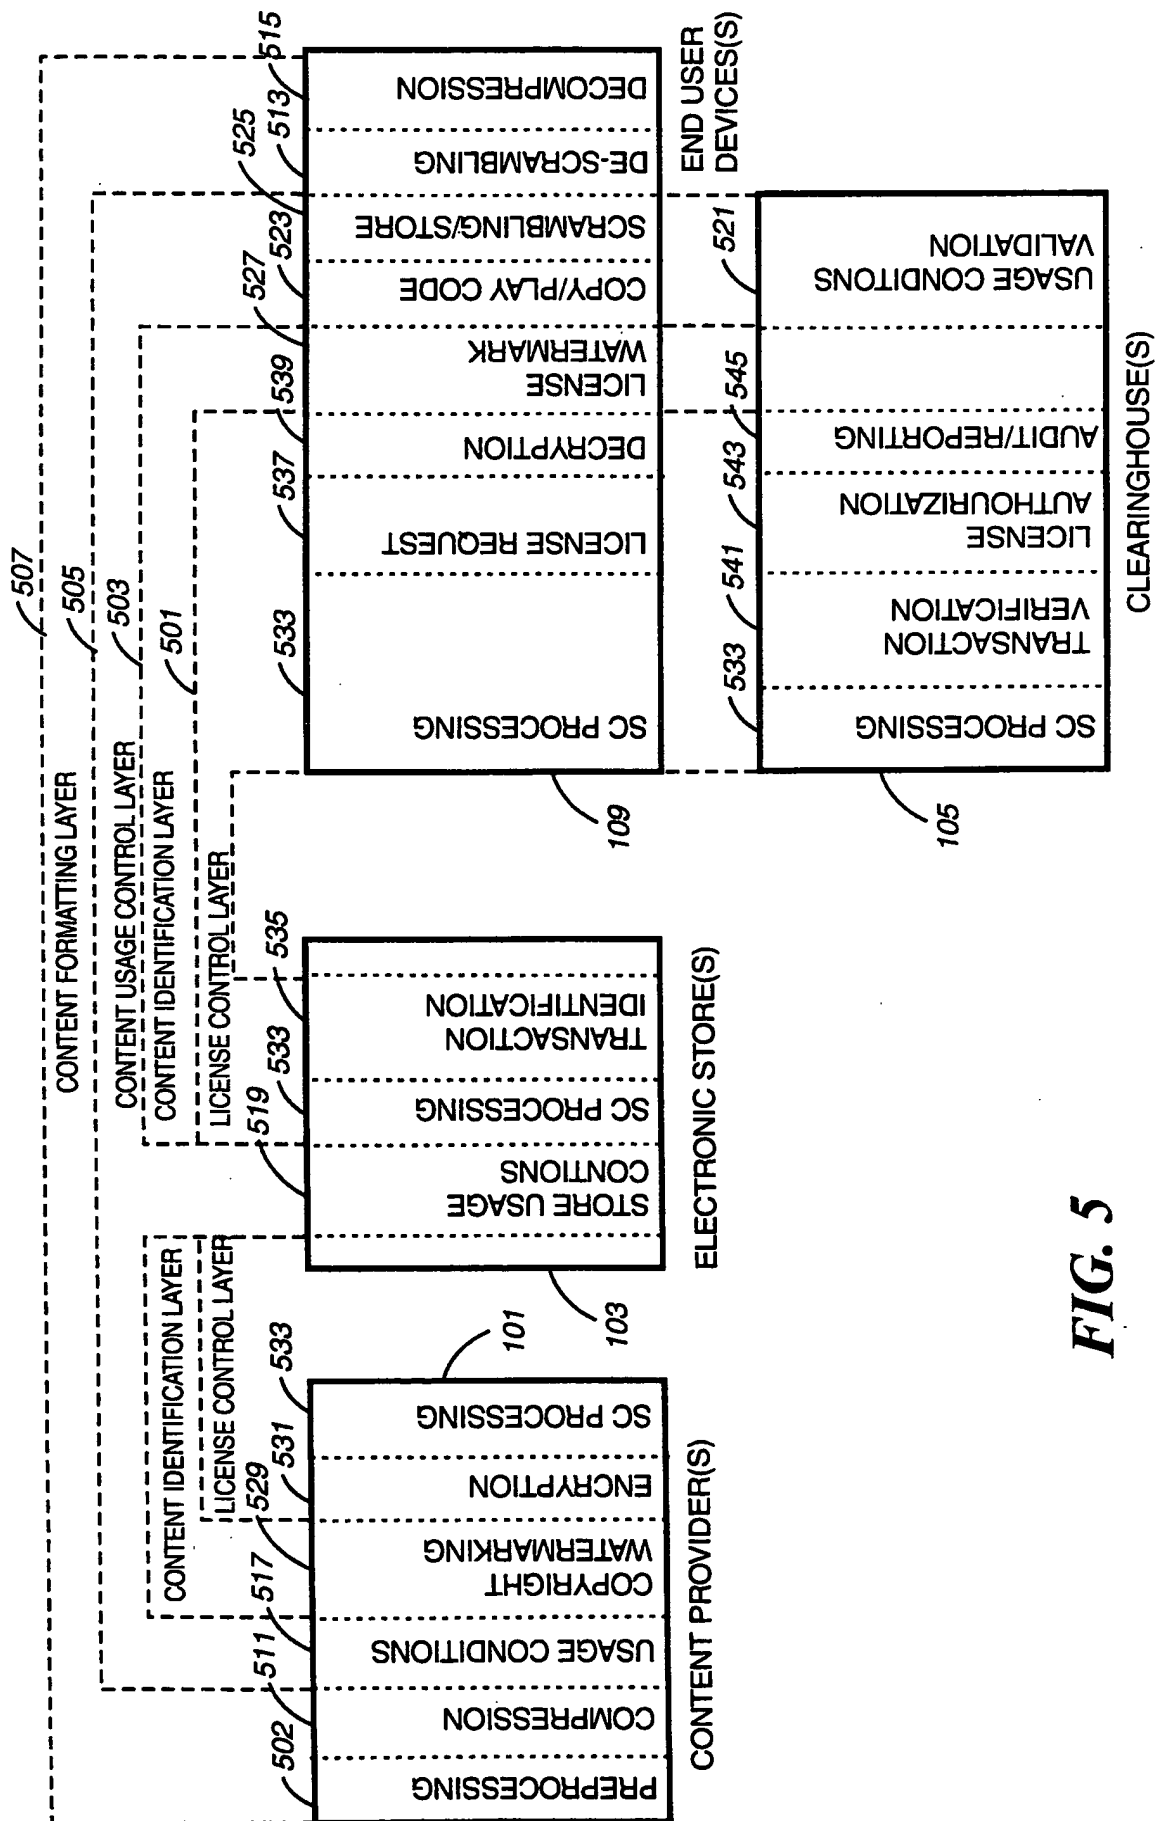 507
CONTENT FORMATTING LAYER
505
CONTENT USAGE CONTROL LAYER
503
CONTENT IDENTIFICATION LAYER
501
LICENSE CONTROL LAYER
CONTENT IDENTIFICATION LAYER
LICENSE CONTROL LAYER
502
511
517
529
531
533
PREPROCESSING
COMPRESSION
USAGE CONDITIONS
COPYRIGHT
WATERMARKING
ENCRYPTION
SC PROCESSING
101
CONTENT PROVIDER(S)
519
533
535
STORE USAGE
CONTIONS
SC PROCESSING
TRANSACTION
IDENTIFICATION
103
ELECTRONIC STORE(S)
533
537
539
527
523
525
513
515
SC PROCESSING
LICENSE REQUEST
DECRYPTION
LICENSE
WATERMARK
COPY/PLAY CODE
SCRAMBLING/STORE
DE-SCRAMBLING
DECOMPRESSION
109
END USER
DEVICES(S)
533
541
543
545
521
SC PROCESSING
TRANSACTION
VERIFICATION
LICENSE
AUTHOURIZATION
AUDIT/REPORTING
USAGE CONDITONS
VALIDATION
105
CLEARINGHOUSE(S)
FIG. 5